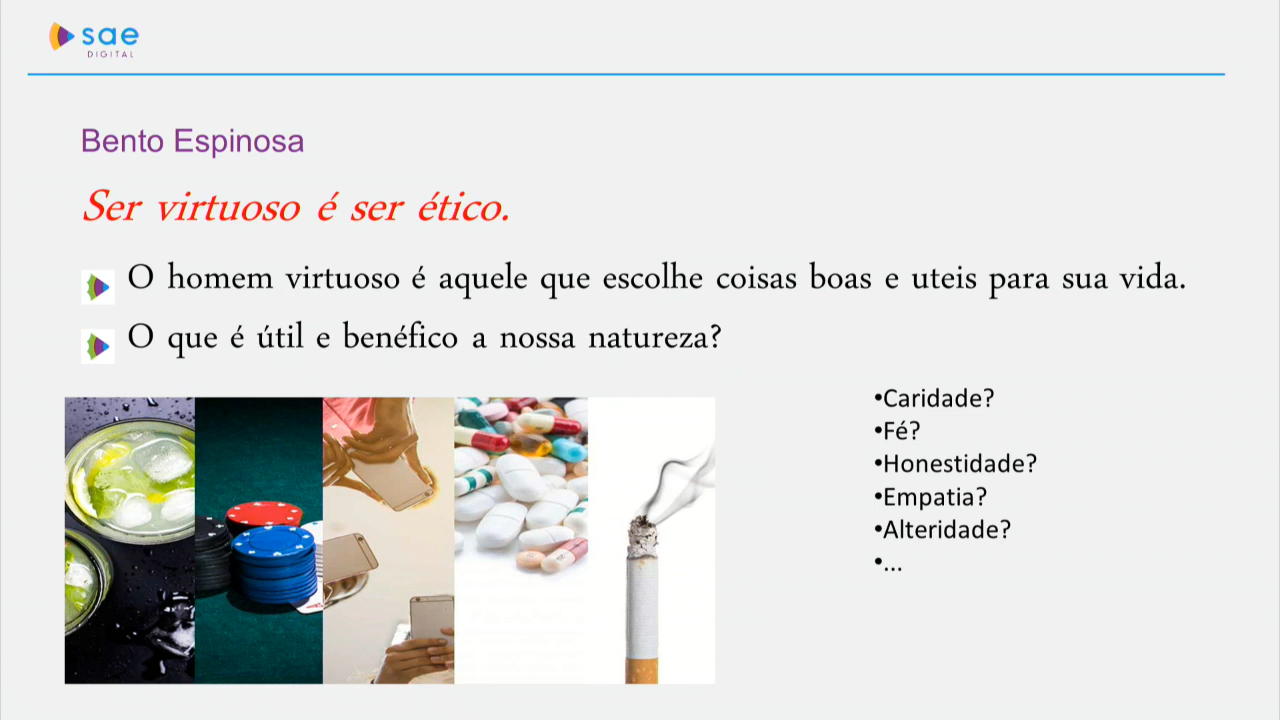 sae
DIGITAL
Bento Espinosa
Ser virtuoso é ser ético.
O homem virtuoso é aquele que escolhe coisas boas e uteis para sua vida.
O que é útil e benéfico a nossa natureza?
•Caridade?
•Fé?
•Honestidade?
•Empatia?
•Alteridade?
•...